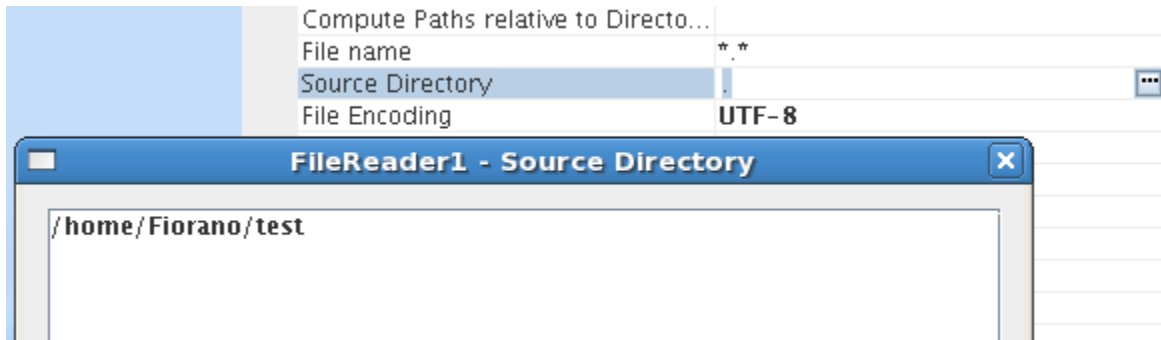 Compute Paths relative to Directo...
File name *.*
Source Directory .
File Encoding UTF-8
FileReader1 - Source Directory
/home/Fiorano/test